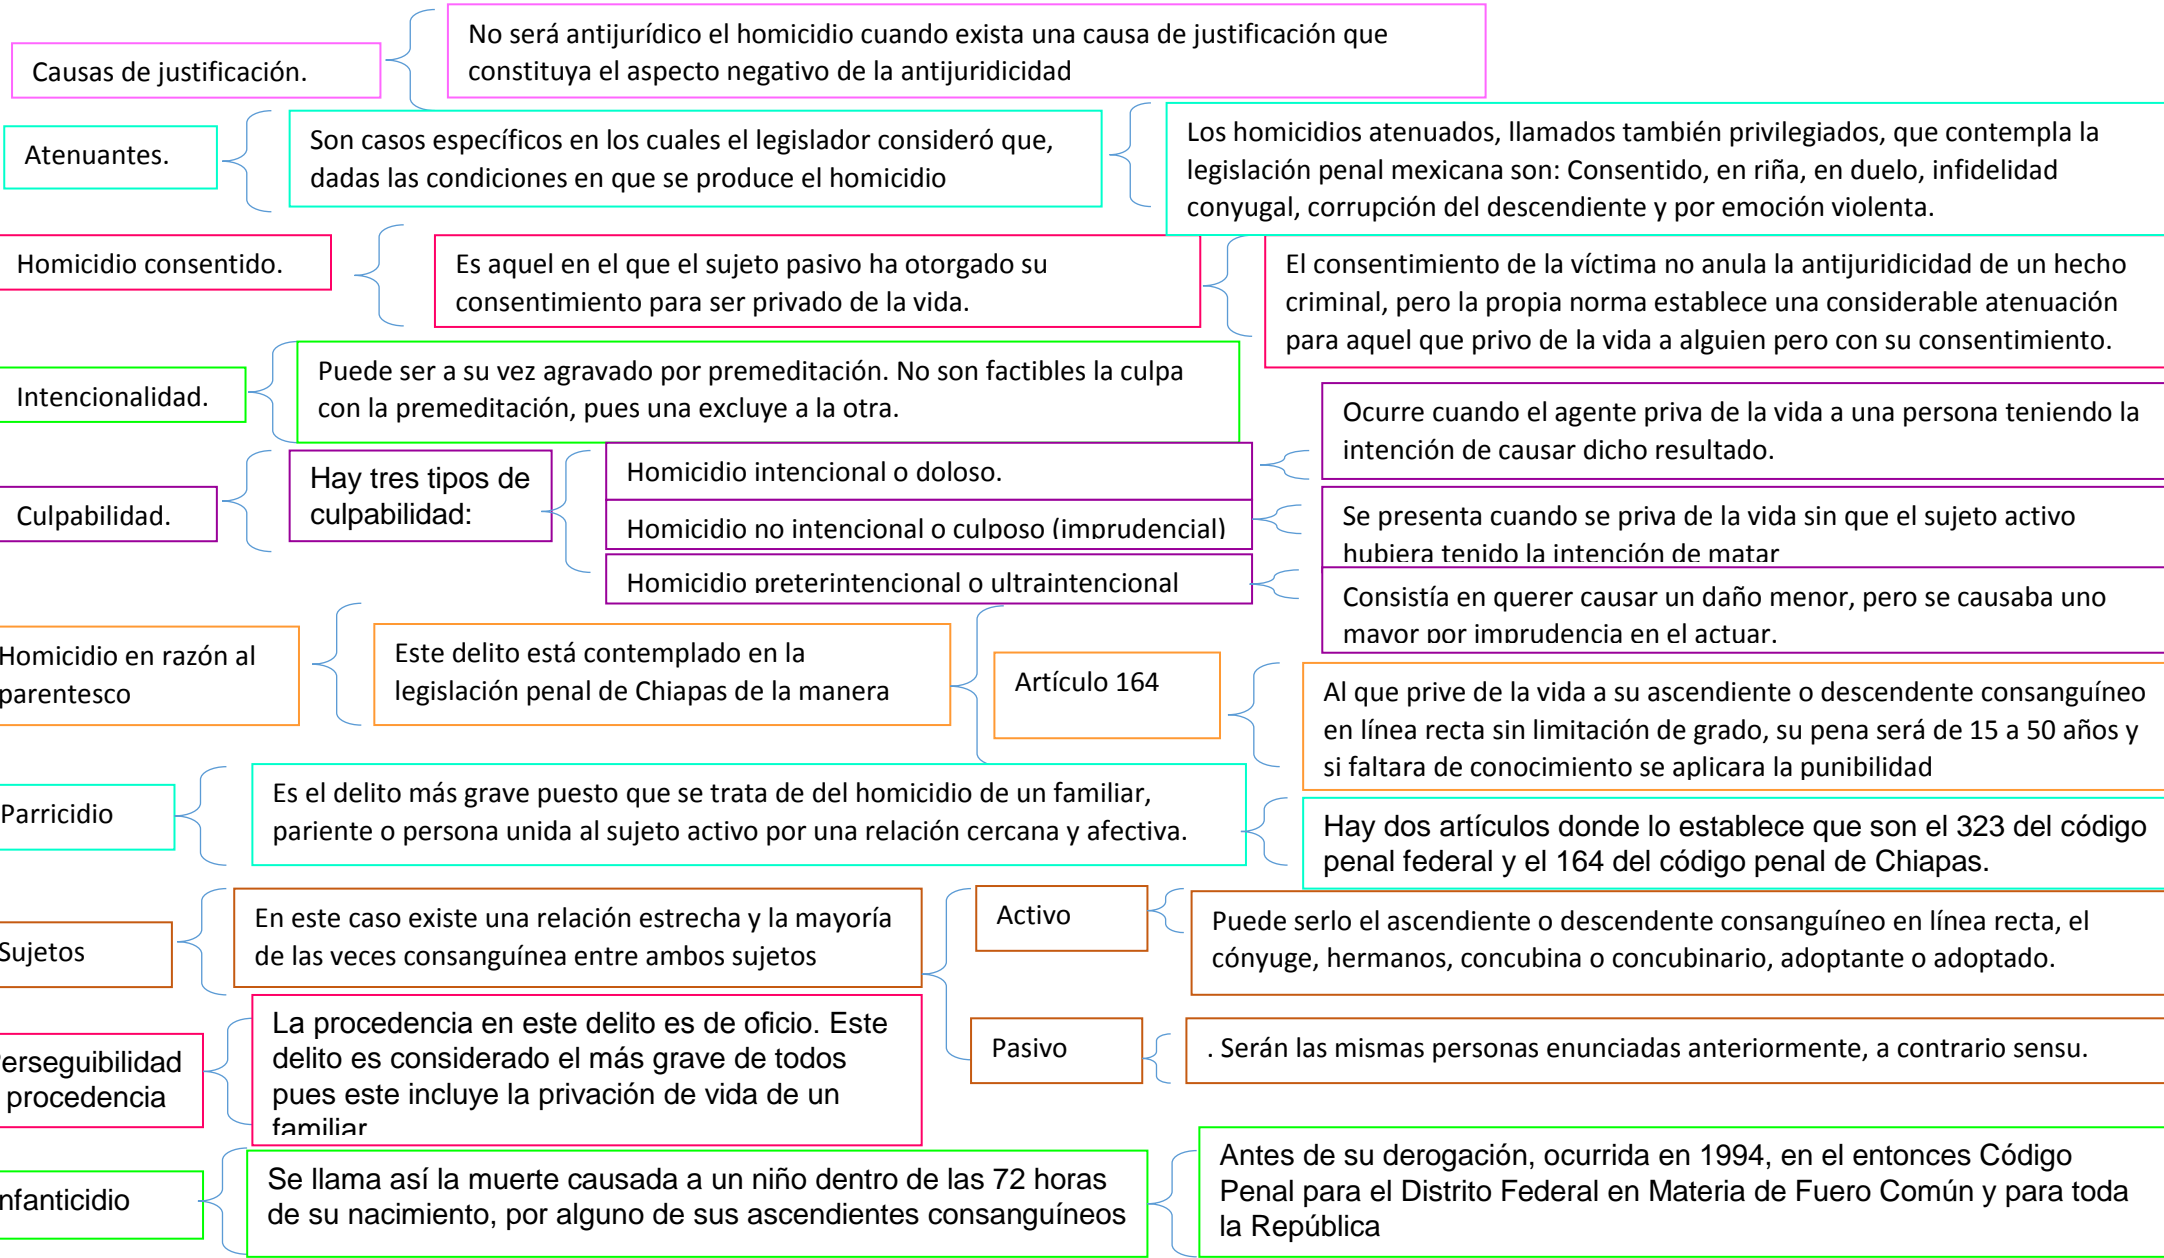 Causas de justificación.
No será antijurídico el homicidio cuando exista una causa de justificación que
constituya el aspecto negativo de la antijuridicidad
Atenuantes.
Son casos específicos en los cuales el legislador consideró que,
dadas las condiciones en que se produce el homicidio
Los homicidios atenuados, llamados también privilegiados, que contempla la
legislación penal mexicana son: Consentido, en riña, en duelo, infidelidad
conyugal, corrupción del descendiente y por emoción violenta.
Homicidio consentido.
Es aquel en el que el sujeto pasivo ha otorgado su
consentimiento para ser privado de la vida.
El consentimiento de la víctima no anula la antijuridicidad de un hecho
criminal, pero la propia norma establece una considerable atenuación
para aquel que privo de la vida a alguien pero con su consentimiento.
Intencionalidad.
Puede ser a su vez agravado por premeditación. No son factibles la culpa
con la premeditación, pues una excluye a la otra.
Culpabilidad.
Hay tres tipos de
culpabilidad:
Homicidio intencional o doloso.
Ocurre cuando el agente priva de la vida a una persona teniendo la
intención de causar dicho resultado.
Homicidio no intencional o culposo (imprudencial)
Se presenta cuando se priva de la vida sin que el sujeto activo
hubiera tenido la intención de matar
Homicidio preterintencional o ultraintencional
Consistía en querer causar un daño menor, pero se causaba uno
mayor por imprudencia en el actuar.
Homicidio en razón al
parentesco
Este delito está contemplado en la
legislación penal de Chiapas de la manera
Artículo 164
Al que prive de la vida a su ascendiente o descendente consanguíneo
en línea recta sin limitación de grado, su pena será de 15 a 50 años y
si faltara de conocimiento se aplicara la punibilidad
Parricidio
Es el delito más grave puesto que se trata de del homicidio de un familiar,
pariente o persona unida al sujeto activo por una relación cercana y afectiva.
Hay dos artículos donde lo establece que son el 323 del código
penal federal y el 164 del código penal de Chiapas.
Sujetos
En este caso existe una relación estrecha y la mayoría
de las veces consanguínea entre ambos sujetos
Activo
Puede serlo el ascendiente o descendente consanguíneo en línea recta, el
cónyuge, hermanos, concubina o concubinario, adoptante o adoptado.
Pasivo
. Serán las mismas personas enunciadas anteriormente, a contrario sensu.
Perseguibilidad
procedencia
La procedencia en este delito es de oficio. Este
delito es considerado el más grave de todos
pues este incluye la privación de vida de un
familiar
Infanticidio
Se llama así la muerte causada a un niño dentro de las 72 horas
de su nacimiento, por alguno de sus ascendientes consanguíneos
Antes de su derogación, ocurrida en 1994, en el entonces Código
Penal para el Distrito Federal en Materia de Fuero Común y para toda
la República